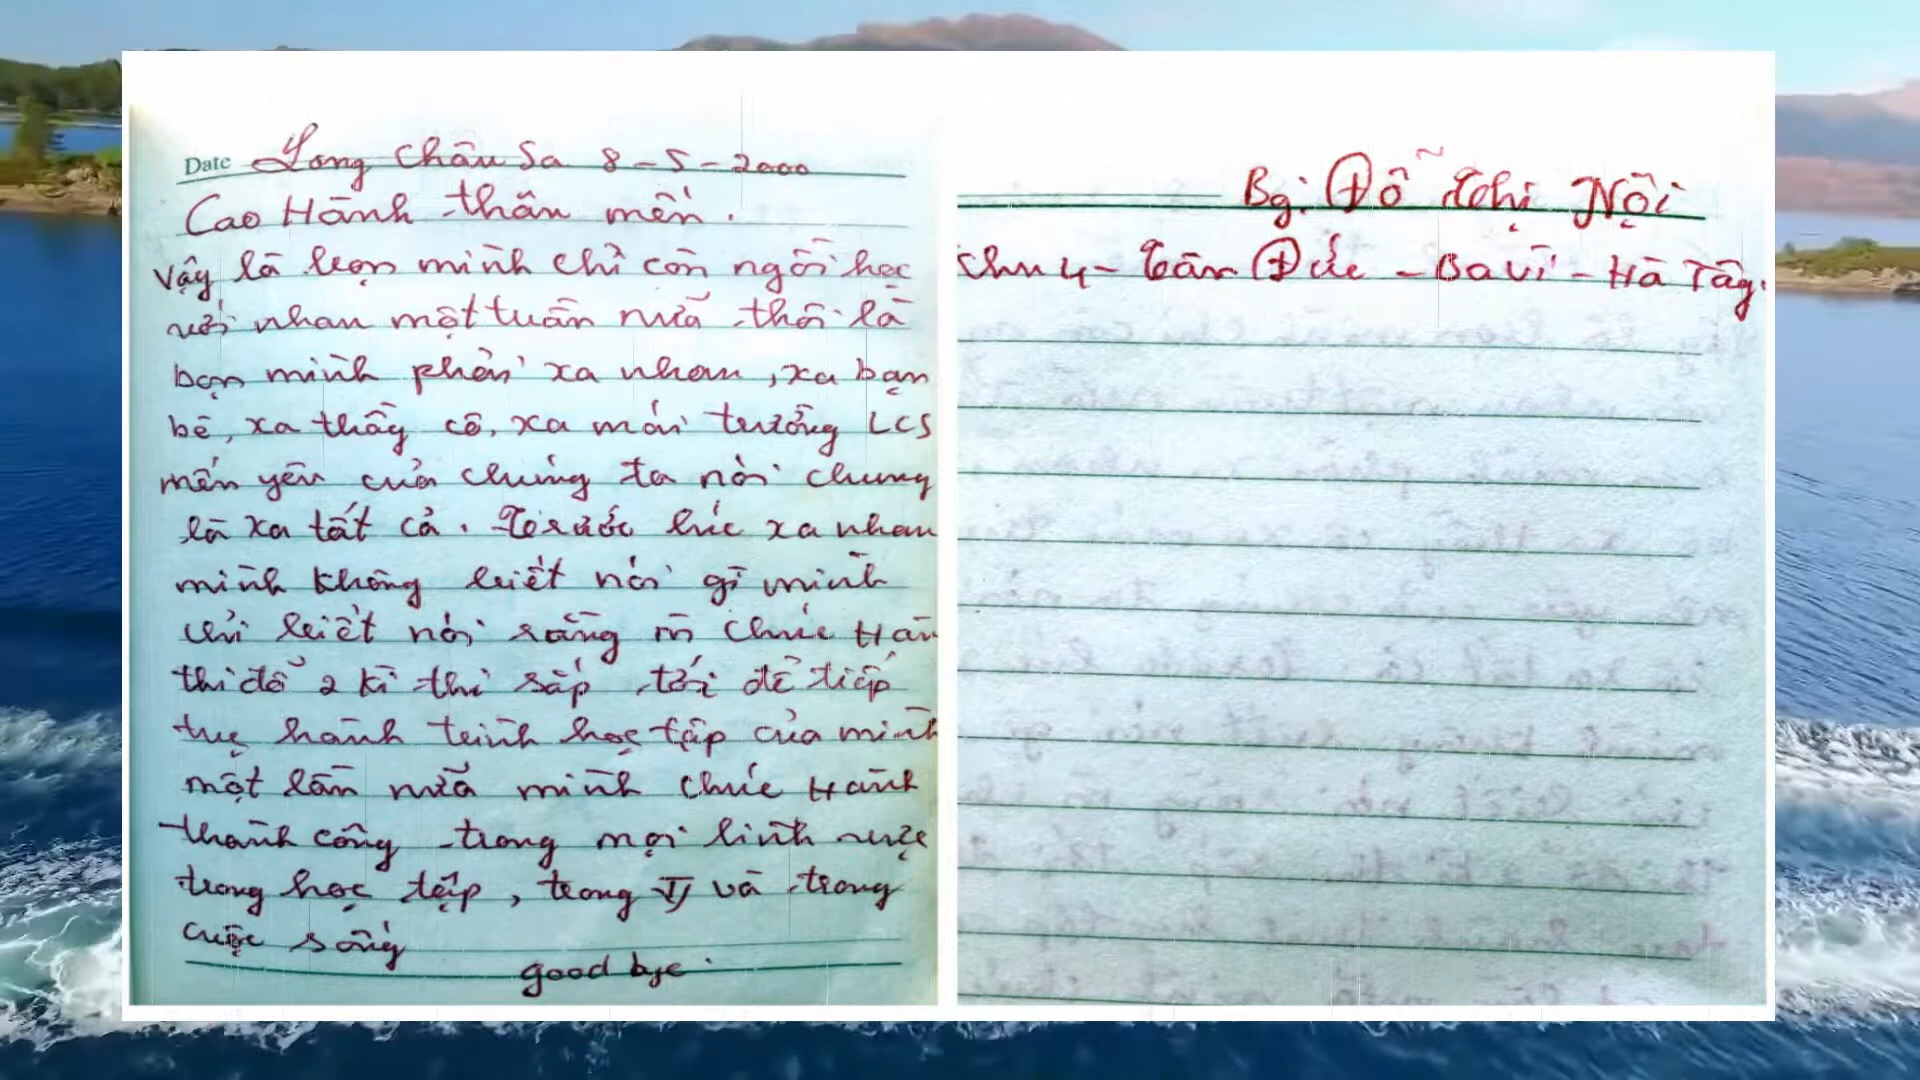 Date Long Châu Sa 8-5-2000
Cao Hành thân mến.
Vậy là bọn mình chỉ còn ngồi học
với nhau một tuần nữa thôi là
bọn mình phải xa nhau, xa bạn
bè, xa thầy cô, xa mái trường LCS
mến yêu của chúng ta nói chung
là xa tất cả. Trước lúc xa nhau
mình không biết nói gì mình
chỉ biết nói rằng chúc Hàn
thi đỗ 2 kì thi sắp tới để tiếp
tục hành trình học tập của mình
một lần nữa mình chúc Hành
thành công trong mọi lĩnh vực
trong học tập, trong TY và trong
cuộc sống
good bye.
Bg: Đỗ Thị Nội
Khu 4 - Tân Đức - Ba Vì - Hà Tây.